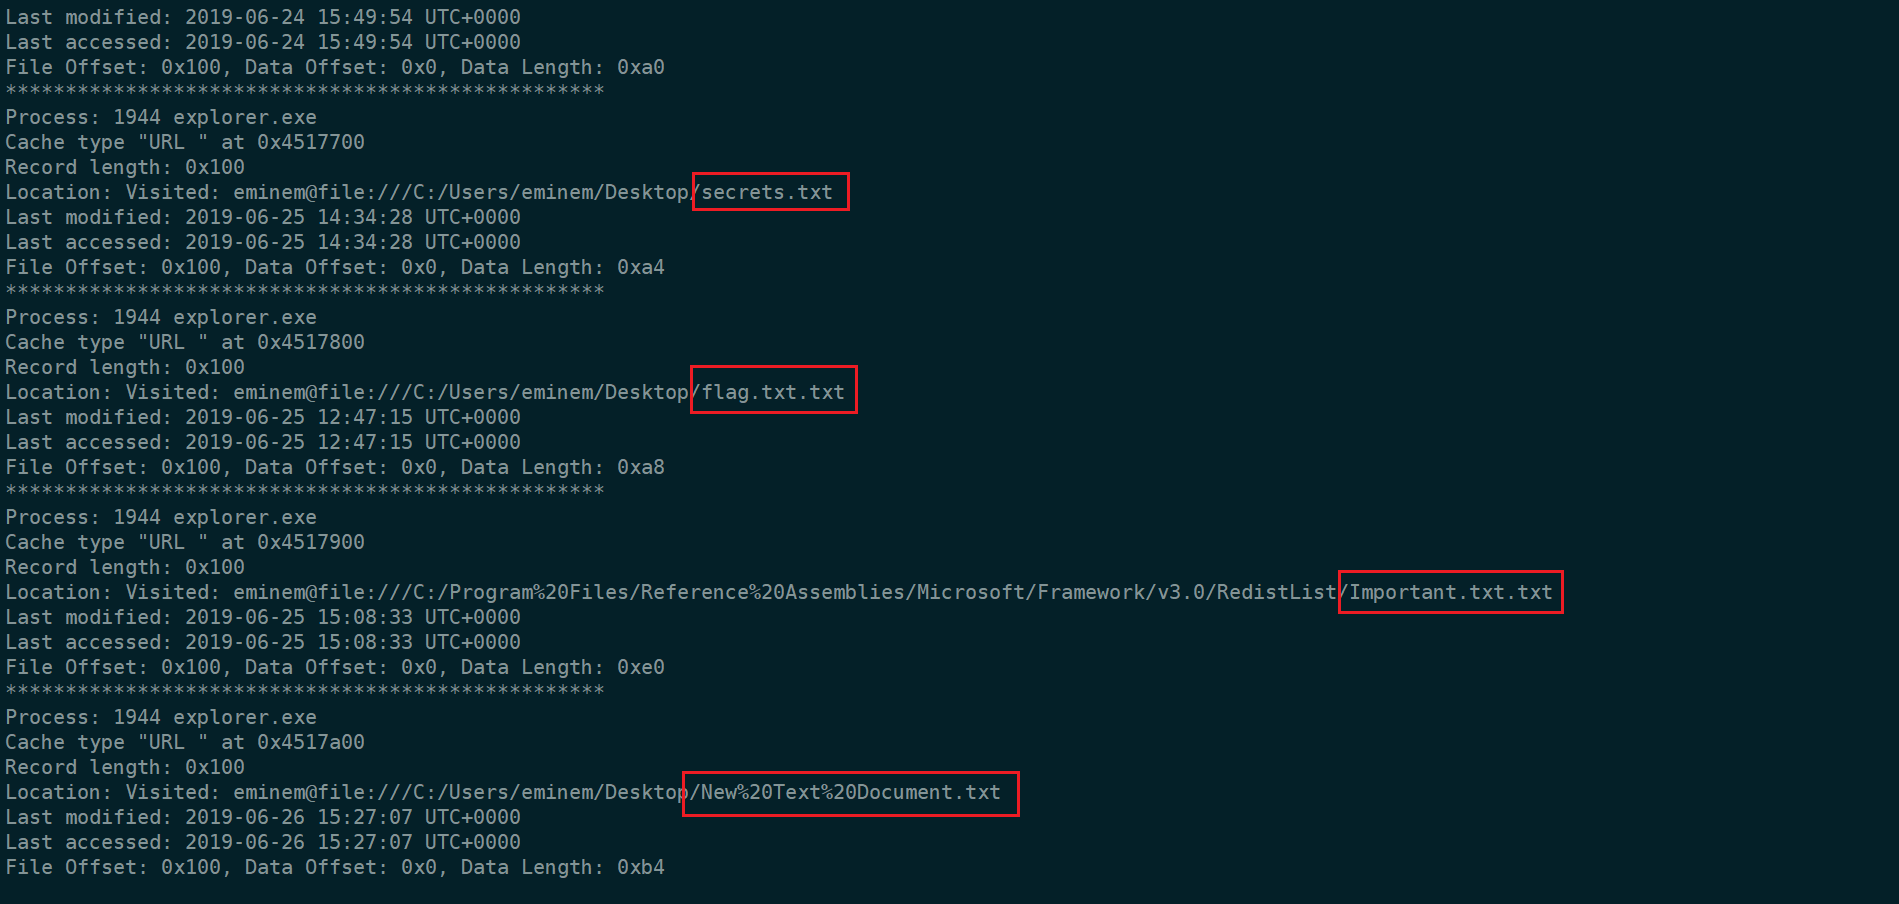 Last modified: 2019-06-24 15:49:54 UTC+0000
Last accessed: 2019-06-24 15:49:54 UTC+0000
File Offset: 0x100, Data Offset: 0x0, Data Length: 0xa0
**************************************************
Process: 1944 explorer.exe
Cache type "URL " at 0x4517700
Record length: 0x100
Location: Visited: eminem@file:///C:/Users/eminem/Desktop/secrets.txt
Last modified: 2019-06-25 14:34:28 UTC+0000
Last accessed: 2019-06-25 14:34:28 UTC+0000
File Offset: 0x100, Data Offset: 0x0, Data Length: 0xa4
**************************************************
Process: 1944 explorer.exe
Cache type "URL " at 0x4517800
Record length: 0x100
Location: Visited: eminem@file:///C:/Users/eminem/Desktop/flag.txt.txt
Last modified: 2019-06-25 12:47:15 UTC+0000
Last accessed: 2019-06-25 12:47:15 UTC+0000
File Offset: 0x100, Data Offset: 0x0, Data Length: 0xa8
**************************************************
Process: 1944 explorer.exe
Cache type "URL " at 0x4517900
Record length: 0x100
Location: Visited: eminem@file:///C:/Program%20Files/Reference%20Assemblies/Microsoft/Framework/v3.0/RedistList/Important.txt.txt
Last modified: 2019-06-25 15:08:33 UTC+0000
Last accessed: 2019-06-25 15:08:33 UTC+0000
File Offset: 0x100, Data Offset: 0x0, Data Length: 0xe0
**************************************************
Process: 1944 explorer.exe
Cache type "URL " at 0x4517a00
Record length: 0x100
Location: Visited: eminem@file:///C:/Users/eminem/Desktop/New%20Text%20Document.txt
Last modified: 2019-06-26 15:27:07 UTC+0000
Last accessed: 2019-06-26 15:27:07 UTC+0000
File Offset: 0x100, Data Offset: 0x0, Data Length: 0xb4